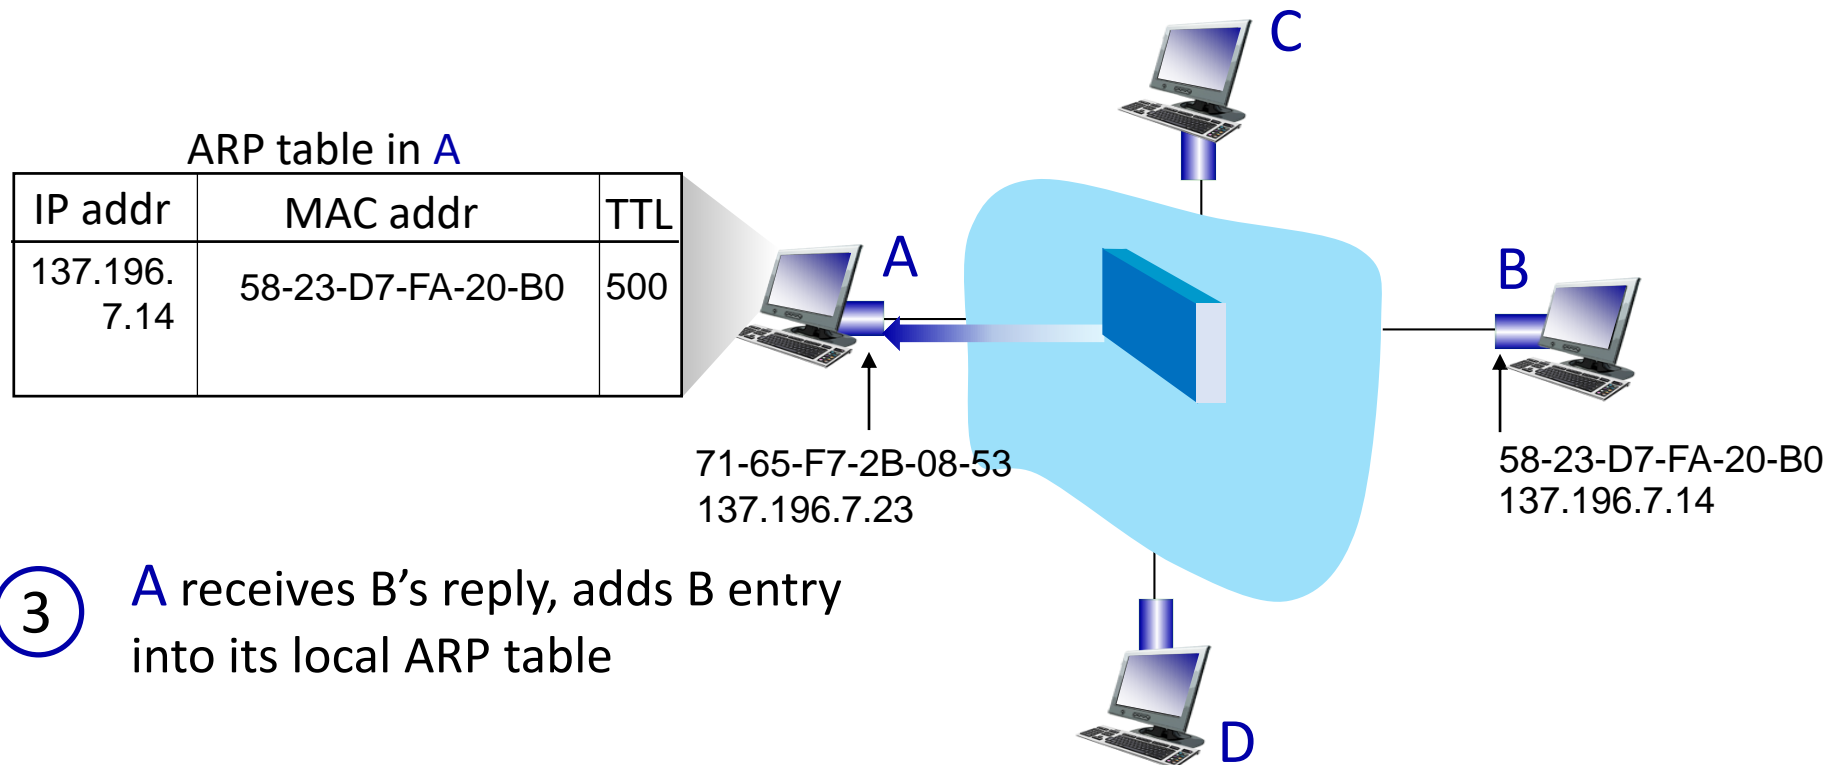 C
ARP table in A
IP addr MAC addr TTL
137.196.
7.14 58-23-D7-FA-20-B0 500
A
B
71-65-F7-2B-08-53
137.196.7.23
58-23-D7-FA-20-B0
137.196.7.14
3
A receives B’s reply, adds B entry
into its local ARP table
D